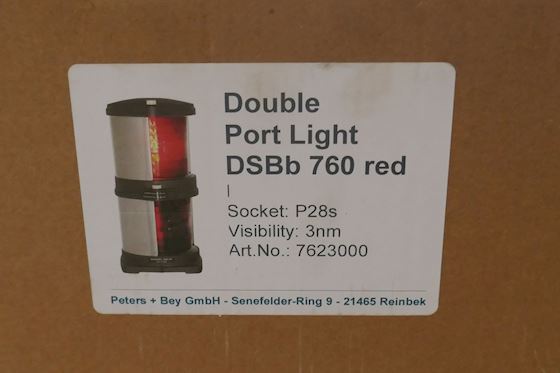 Double
Port Light
DSBb 760 red
Socket: P28s
Visibility: 3nm
Art.No.: 7623000
Peters + Bey GmbH - Senefelder-Ring 9 - 21465 Reinbek